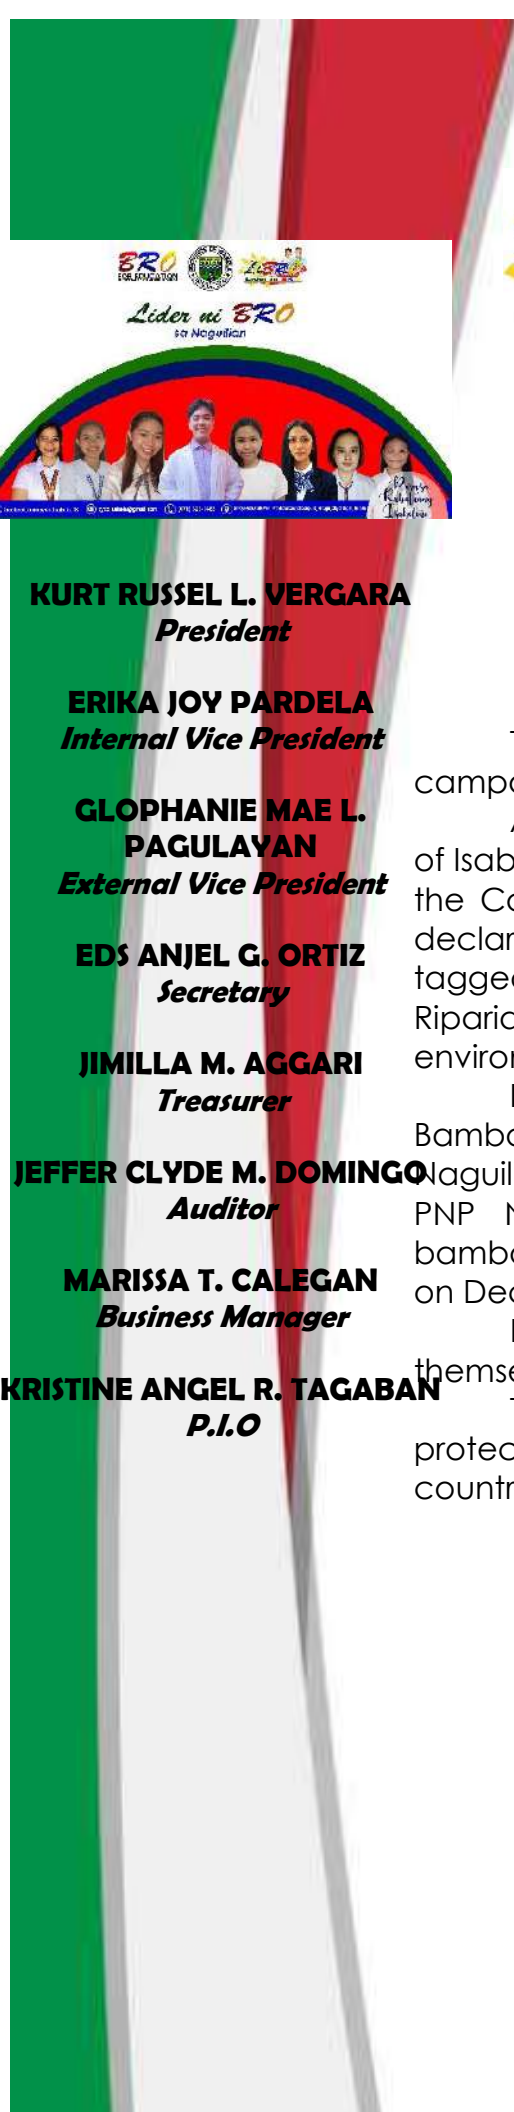 BRO
FOR EDUCATION
Lider ni BRO
sa Naguilian
KURT RUSSEL L. VERGARA
President
ERIKA JOY PARDELA
Internal Vice President
GLOPHANIE MAE L.
PAGULAYAN
External Vice President
EDS ANJEL G. ORTIZ
Secretary
JIMILLA M. AGGARI
Treasurer
JEFFER CLYDE M. DOMINGO
Auditor
MARISSA T. CALEGAN
Business Manager
KRISTINE ANGEL R. TAGABAN
P.I.O
campa
of Isab
the Co
declar
tagged
Riparia
enviror
Bambo
Naguil
PNP N
bambo
on Dec
themse
protec
countr